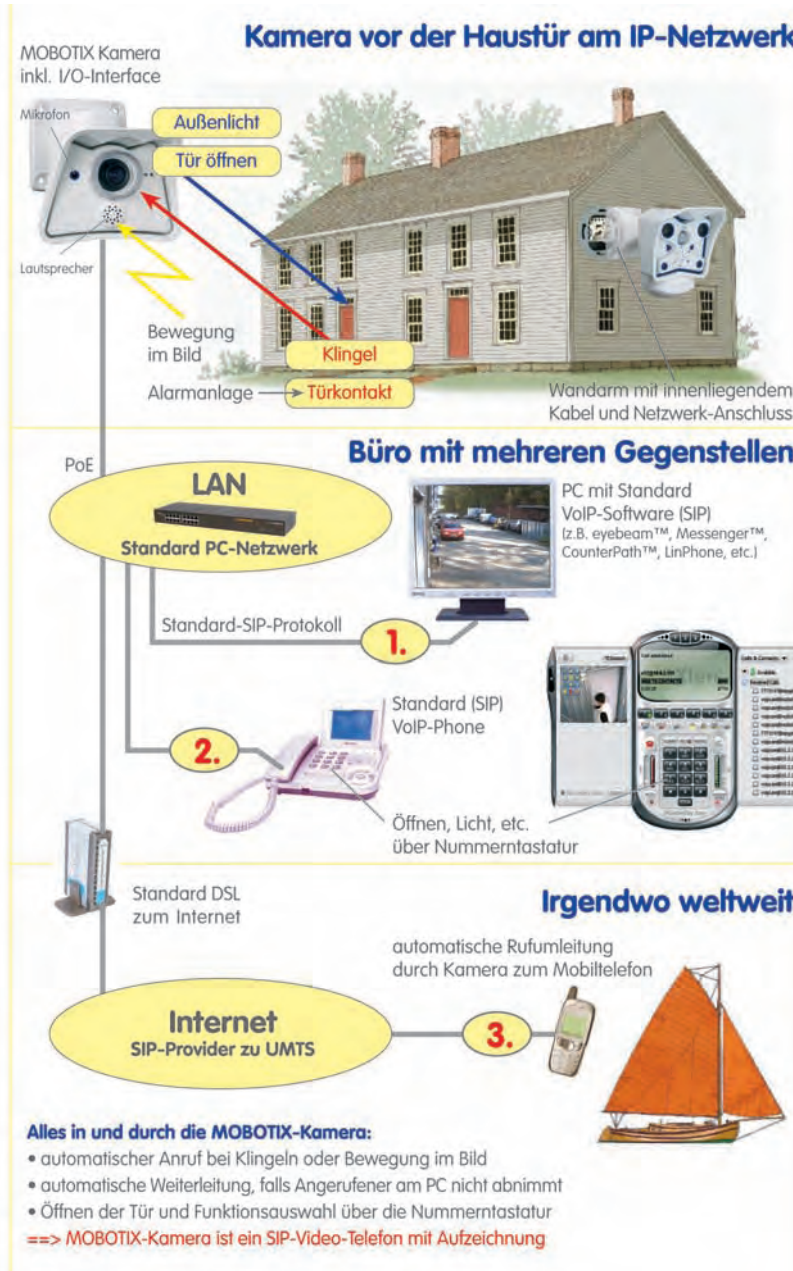 Kamera vor der Haustür am IP-Netzwerk
MOBOTIX Kamera
inkl. I/O-Interface
Mikrofon
Außenlicht
Tür öffnen
Lautsprecher
Bewegung
im Bild
Klingel
Alarmanlage
Türkontakt
Wandarm mit innenliegendem
Kabel und Netzwerk-Anschluss
Büro mit mehreren Gegenstellen
PoE
LAN
Standard PC-Netzwerk
PC mit Standard
VoIP-Software (SIP)
(z.B. eyebeam™, Messenger™,
CounterPath™, LinPhone, etc.)
Standard-SIP-Protokoll
1.
Standard (SIP)
VoIP-Phone
2.
Öffnen, Licht, etc.
über Nummerntastatur
Standard DSL
zum Internet
Irgendwo weltweit
automatische Rufumleitung
durch Kamera zum Mobiltelefon
Internet
SIP-Provider zu UMTS
3.
Alles in und durch die MOBOTIX-Kamera:
• automatischer Anruf bei Klingeln oder Bewegung im Bild
• automatische Weiterleitung, falls Angerufener am PC nicht abnimmt
• Öffnen der Tür und Funktionsauswahl über die Nummerntastatur
==> MOBOTIX-Kamera ist ein SIP-Video-Telefon mit Aufzeichnung